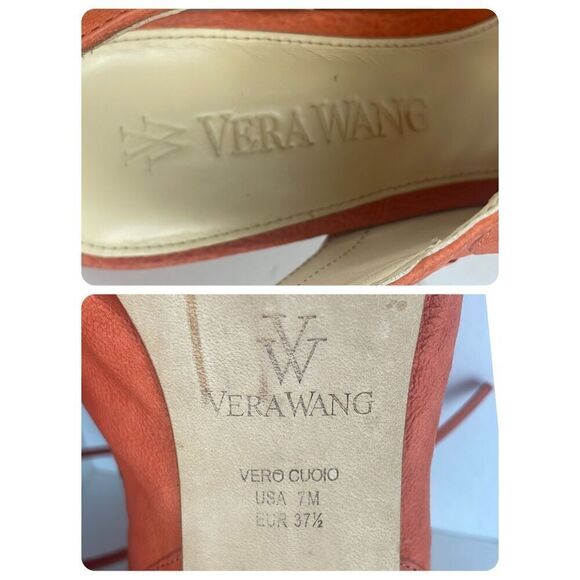 VERA WANG
VW
VERA WANG
VERO CUOIO
USA 7M
EUR 37½